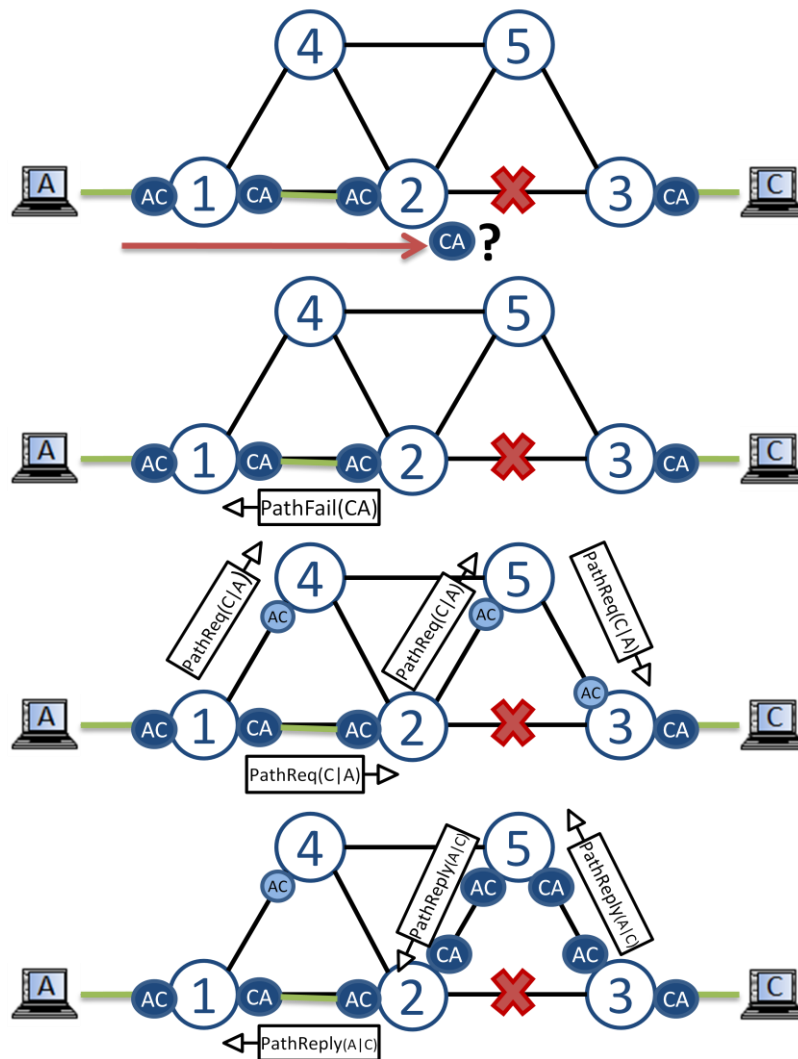 4 5
A AC 1 CA AC 2 3 CA C
CA ?
4 5
A AC 1 CA AC 2 3 CA C
PathFail(CA)
PathReq(C|A) 4 PathReq(C|A) 5 PathReq(C|A)
AC AC AC
A AC 1 CA AC 2 3 CA C
PathReq(C|A)
4 PathReply(A|C) 5 PathReply(A|C)
AC AC CA
CA AC
A AC 1 CA AC 2 3 CA C
PathReply(A|C)